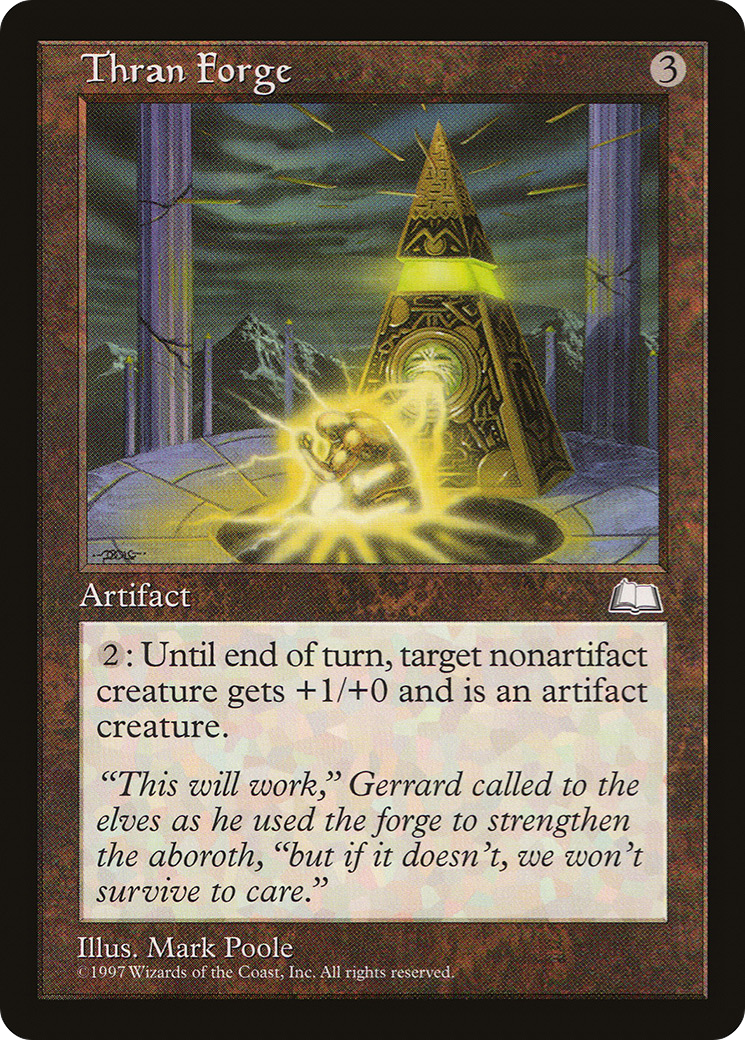 Thran Forge
3
Artifact
2: Until end of turn, target nonartifact
creature gets +1/+0 and is an artifact
creature.
“This will work,” Gerrard called to the
elves as he used the forge to strengthen
the aboroth, “but if it doesn’t, we won’t
survive to care.”
Illus. Mark Poole
©1997 Wizards of the Coast, Inc. All rights reserved.